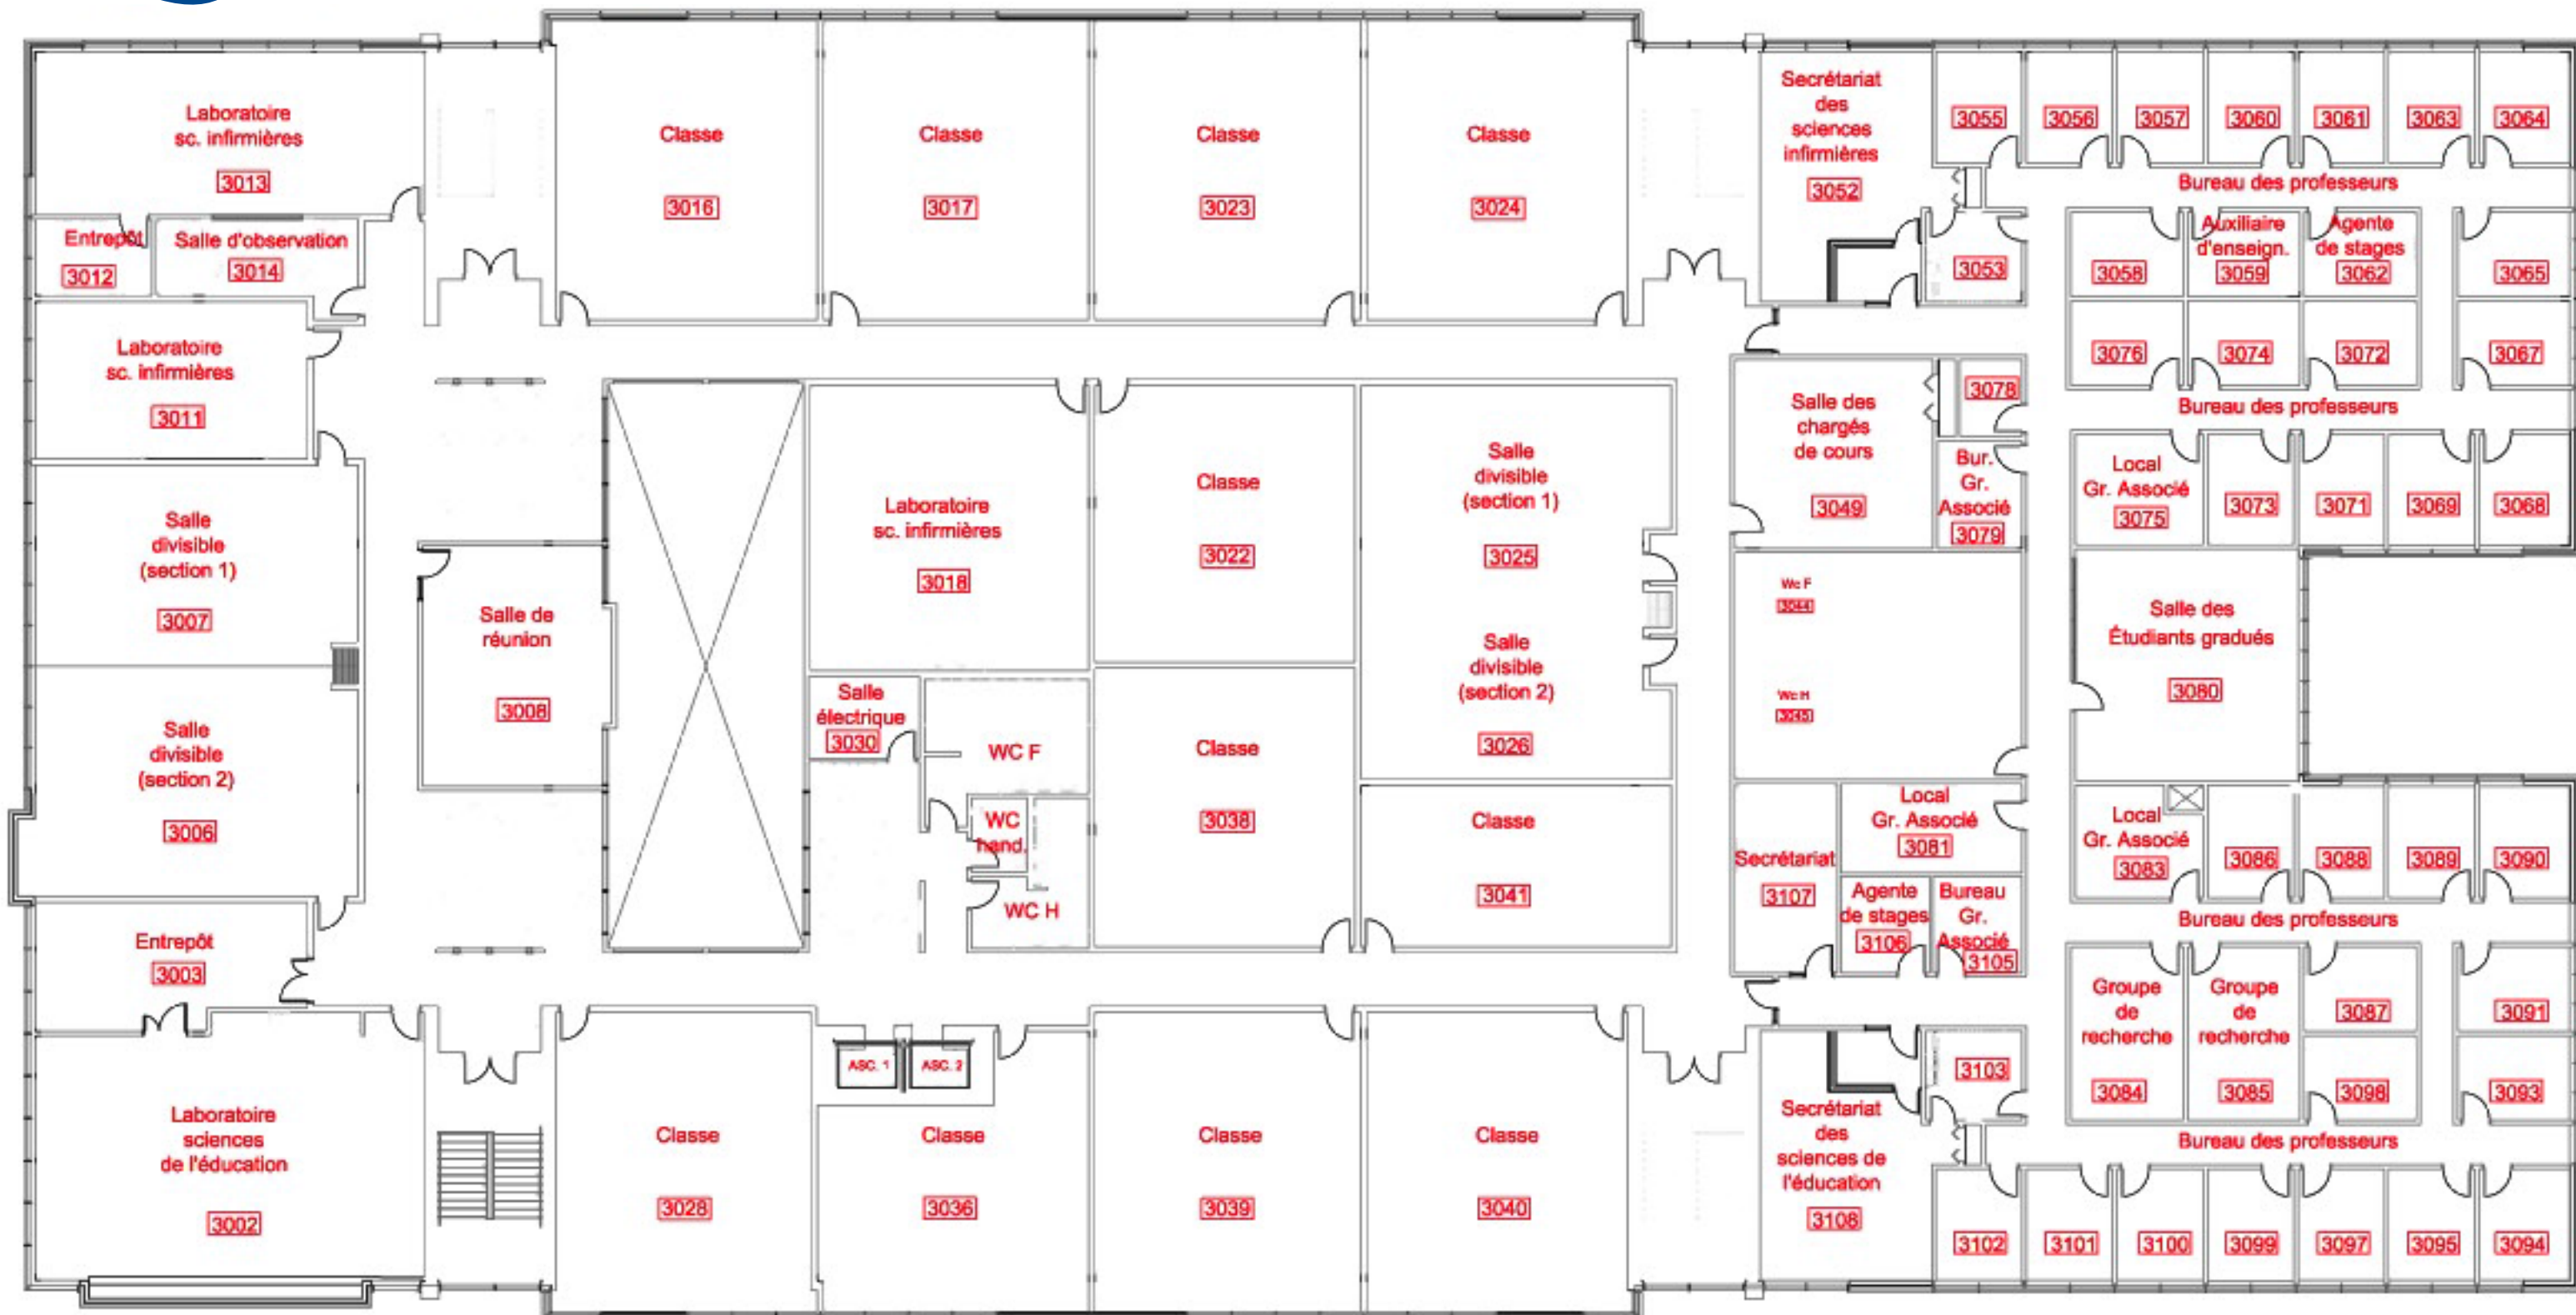 Laboratoire
sc. infirmières
3013
Classe
3016
Classe
3017
Classe
3023
Classe
3024
Secrétariat
des
sciences
infirmières
3052
3055
3056
3057
3060
3061
3063
3064
Bureau des professeurs
Entrepôt
3012
Salle d'observation
3014
3053
3058
Auxiliaire
d'enseign.
3059
Agente
de stages
3062
3065
Laboratoire
sc. infirmières
3011
3076
3074
3072
3067
Salle des
chargés
de cours
3049
3078
Bureau des professeurs
Bur.
Gr.
Associé
3079
Local
Gr. Associé
3075
3073
3071
3069
3068
Salle
divisible
(section 1)
3007
Salle de
réunion
3008
Laboratoire
sc. infirmières
3018
Classe
3022
Salle
divisible
(section 1)
3025
Salle
divisible
(section 2)
3026
Wc F
3044
Wc H
3045
Salle des
Étudiants gradués
3080
Salle
divisible
(section 2)
3006
Salle
électrique
3030
WC F
WC
hand.
WC H
Classe
3038
Classe
3041
Secrétariat
3107
Local
Gr. Associé
3081
Agente
de stages
3106
Bureau
Gr.
Associé
3105
Local
Gr. Associé
3083
3086
3088
3089
3090
Bureau des professeurs
Entrepôt
3003
Groupe
de
recherche
3084
Groupe
de
recherche
3085
3087
3091
3098
3093
Laboratoire
sciences
de l'éducation
3002
Classe
3028
ASC. 1
ASC. 2
Classe
3036
Classe
3039
Classe
3040
Secrétariat
des
sciences de
l'éducation
3108
3103
Bureau des professeurs
3102
3101
3100
3099
3097
3095
3094